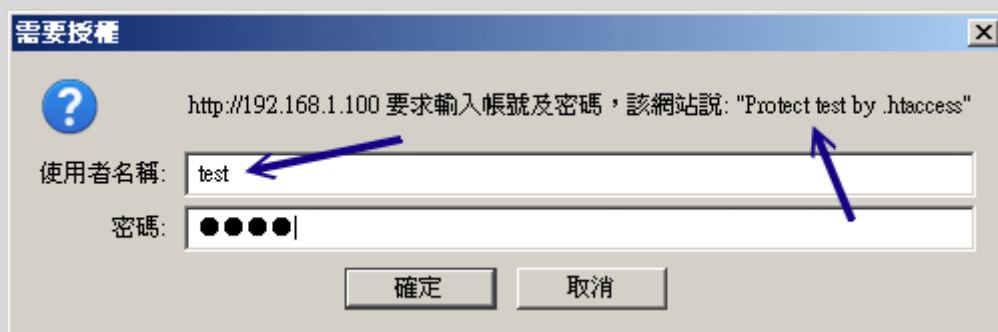 需要授權
http://192.168.1.100 要求輸入帳號及密碼，該網站說: "Protect test by .htaccess"
使用者名稱: test
密碼: ●●●●
確定 取消